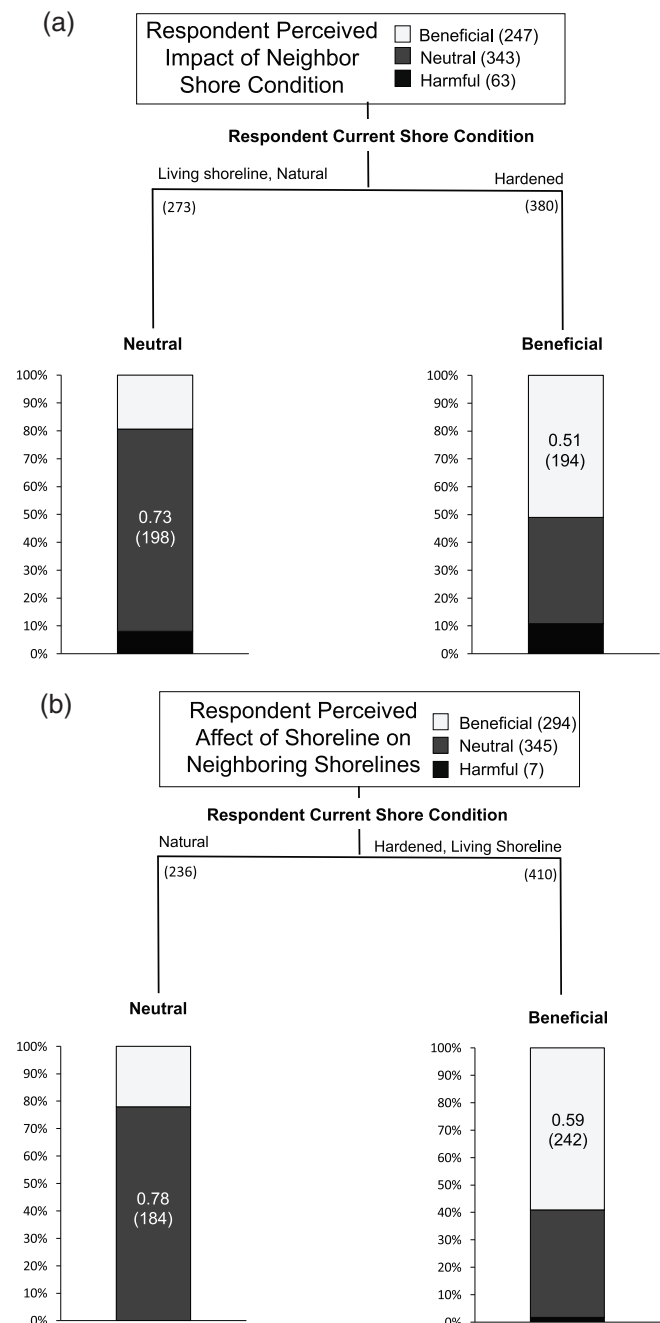 (a)
Respondent Perceived
Impact of Neighbor
Shore Condition
Beneficial (247)
Neutral (343)
Harmful (63)
Respondent Current Shore Condition
Living shoreline, Natural
Hardened
(273)
(380)
Neutral
Beneficial
100%
90%
80%
70%
60%
50%
40%
30%
20%
10%
0%
0.73
(198)
100%
90%
80%
70%
60%
50%
40%
30%
20%
10%
0%
0.51
(194)
(b)
Respondent Perceived
Affect of Shoreline on
Neighboring Shorelines
Beneficial (294)
Neutral (345)
Harmful (7)
Respondent Current Shore Condition
Natural
Hardened, Living Shoreline
(236)
(410)
Neutral
Beneficial
100%
90%
80%
70%
60%
50%
40%
30%
20%
10%
0%
0.78
(184)
100%
90%
80%
70%
60%
50%
40%
30%
20%
10%
0%
0.59
(242)